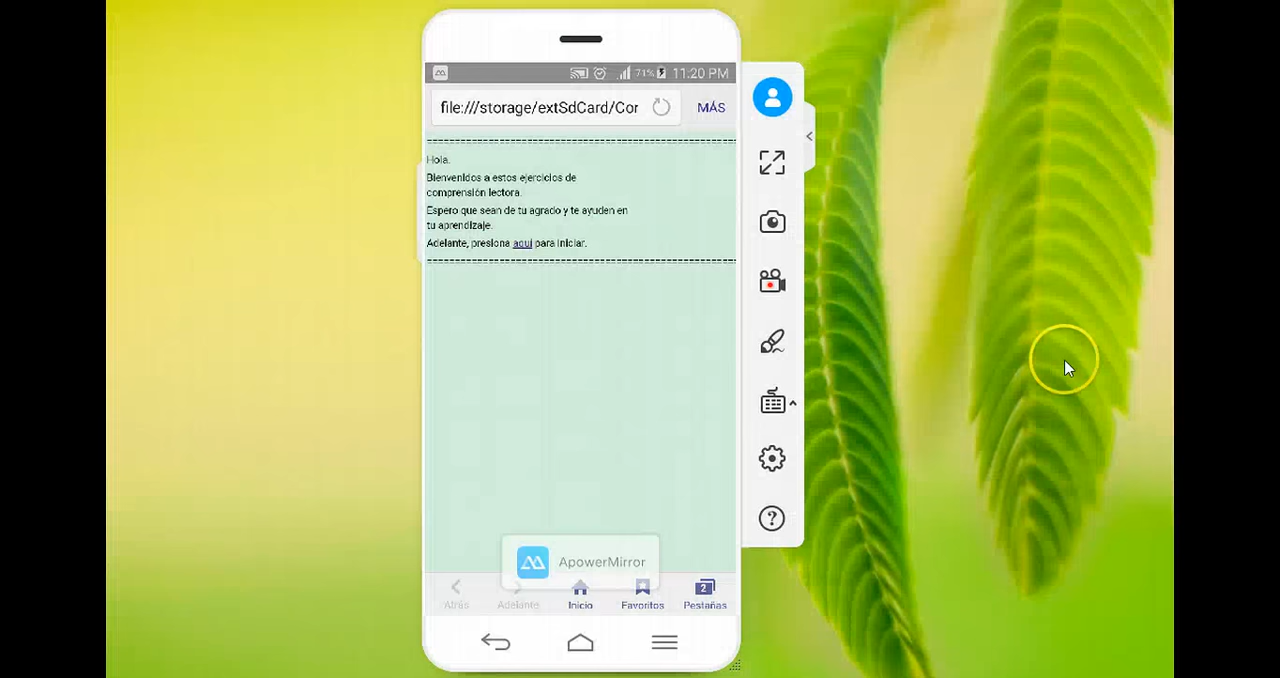 71% 11:20 PM
file:///storage/extSdCard/Cor MÁS
Hola.
Bienvenidos a estos ejercicios de
comprensión lectora.
Espero que sean de tu agrado y te ayuden en
tu aprendizaje.
Adelante, presiona aquí para iniciar.
ApowerMirror
2
Atrás Adelante Inicio Favoritos Pestañas